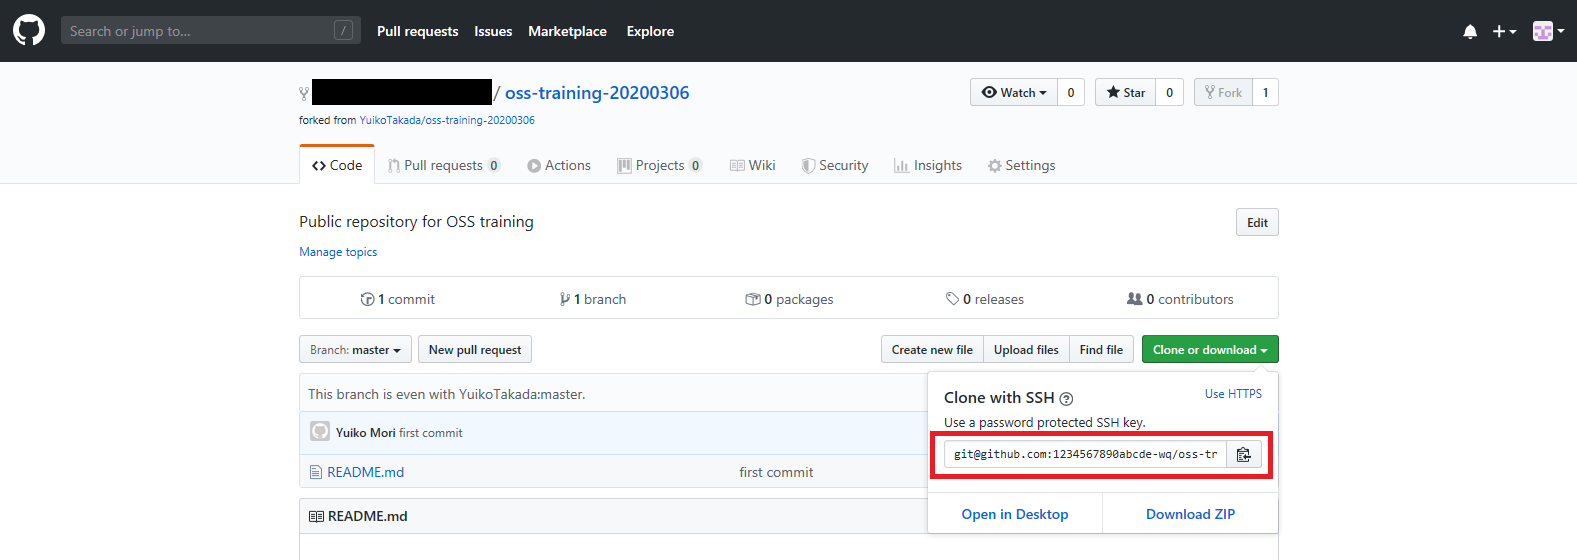 Search or jump to... / Pull requests Issues Marketplace Explore
/ oss-training-20200306 Watch 0 Star 0 Fork 1
forked from YuikoTakada/oss-training-20200306
Code Pull requests 0 Actions Projects 0 Wiki Security Insights Settings
Public repository for OSS training Edit
Manage topics
1 commit 1 branch 0 packages 0 releases 0 contributors
Branch: master New pull request Create new file Upload files Find file Clone or download
This branch is even with YuikoTakada:master.
Clone with SSH ? Use HTTPS
Use a password protected SSH key.
Yuiko Mori first commit
git@github.com:1234567890abcde-wq/oss-tr
README.md first commit
Open in Desktop Download ZIP
README.md